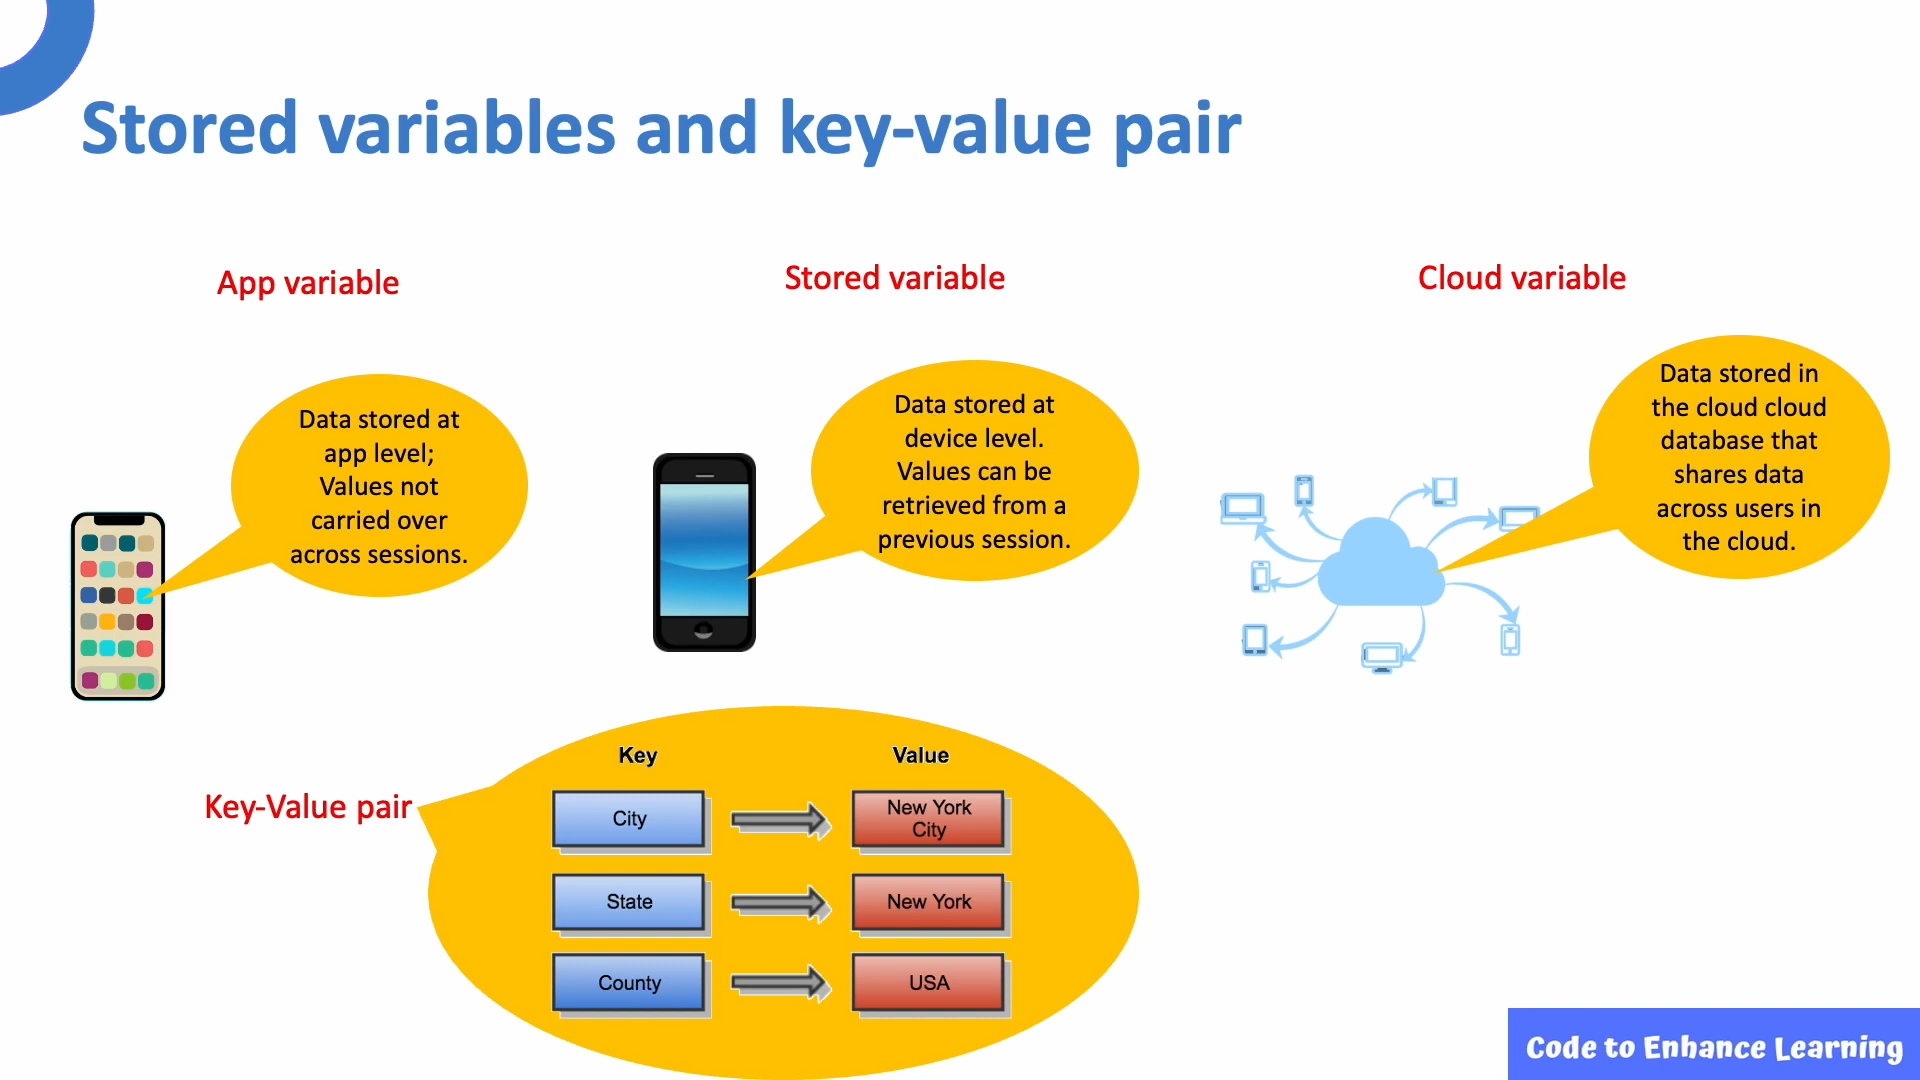 Stored variables and key-value pair
App variable
Stored variable
Cloud variable
Data stored at
app level;
Values not
carried over
across sessions.
Data stored at
device level.
Values can be
retrieved from a
previous session.
Data stored in
the cloud cloud
database that
shares data
across users in
the cloud.
Key-Value pair
Key
Value
City
New York
City
State
New York
County
USA
Code to Enhance Learning